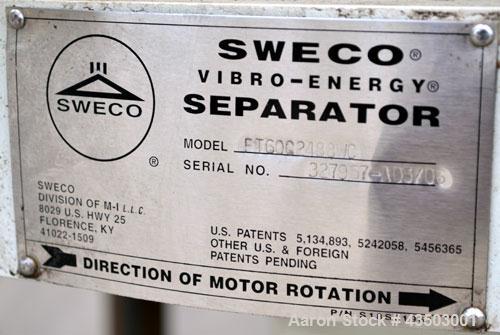 SWECO®
VIBRO-ENERGY®
SEPARATOR
SWECO
®
MODEL
SERIAL NO.
SWECO
DIVISION OF M-I L.L.C.
8029 U.S. HWY 25
FLORENCE, KY
41022-1509
U.S. PATENTS 5,134,893, 5242058, 5456365
OTHER U.S. & FOREIGN
PATENTS PENDING
DIRECTION OF MOTOR ROTATION
P/N
Aaron Stock #43503001